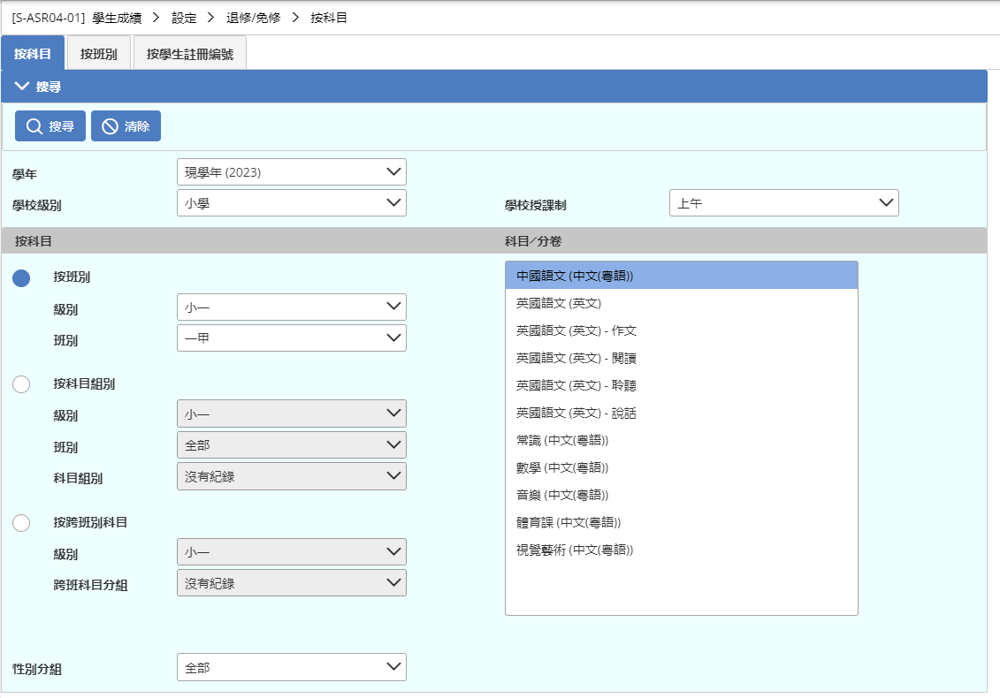 [S-ASR04-01] 學生成績 > 設定 > 退修/免修 > 按科目
按科目 按班別 按學生註冊編號
搜尋
搜尋 清除
學年 現學年 (2023)
學校級別 小學 學校授課制 上午
按科目 科目/分卷
按班別
級別 小一
班別 一甲
按科目組別
級別 小一
班別 全部
科目組別 沒有紀錄
按跨班別科目
級別 小一
跨班科目分組 沒有紀錄
中國語文 (中文(粵語))
英國語文 (英文)
英國語文 (英文) - 作文
英國語文 (英文) - 閱讀
英國語文 (英文) - 聆聽
英國語文 (英文) - 說話
常識 (中文(粵語))
數學 (中文(粵語))
音樂 (中文(粵語))
體育課 (中文(粵語))
視覺藝術 (中文(粵語))
性別分組 全部